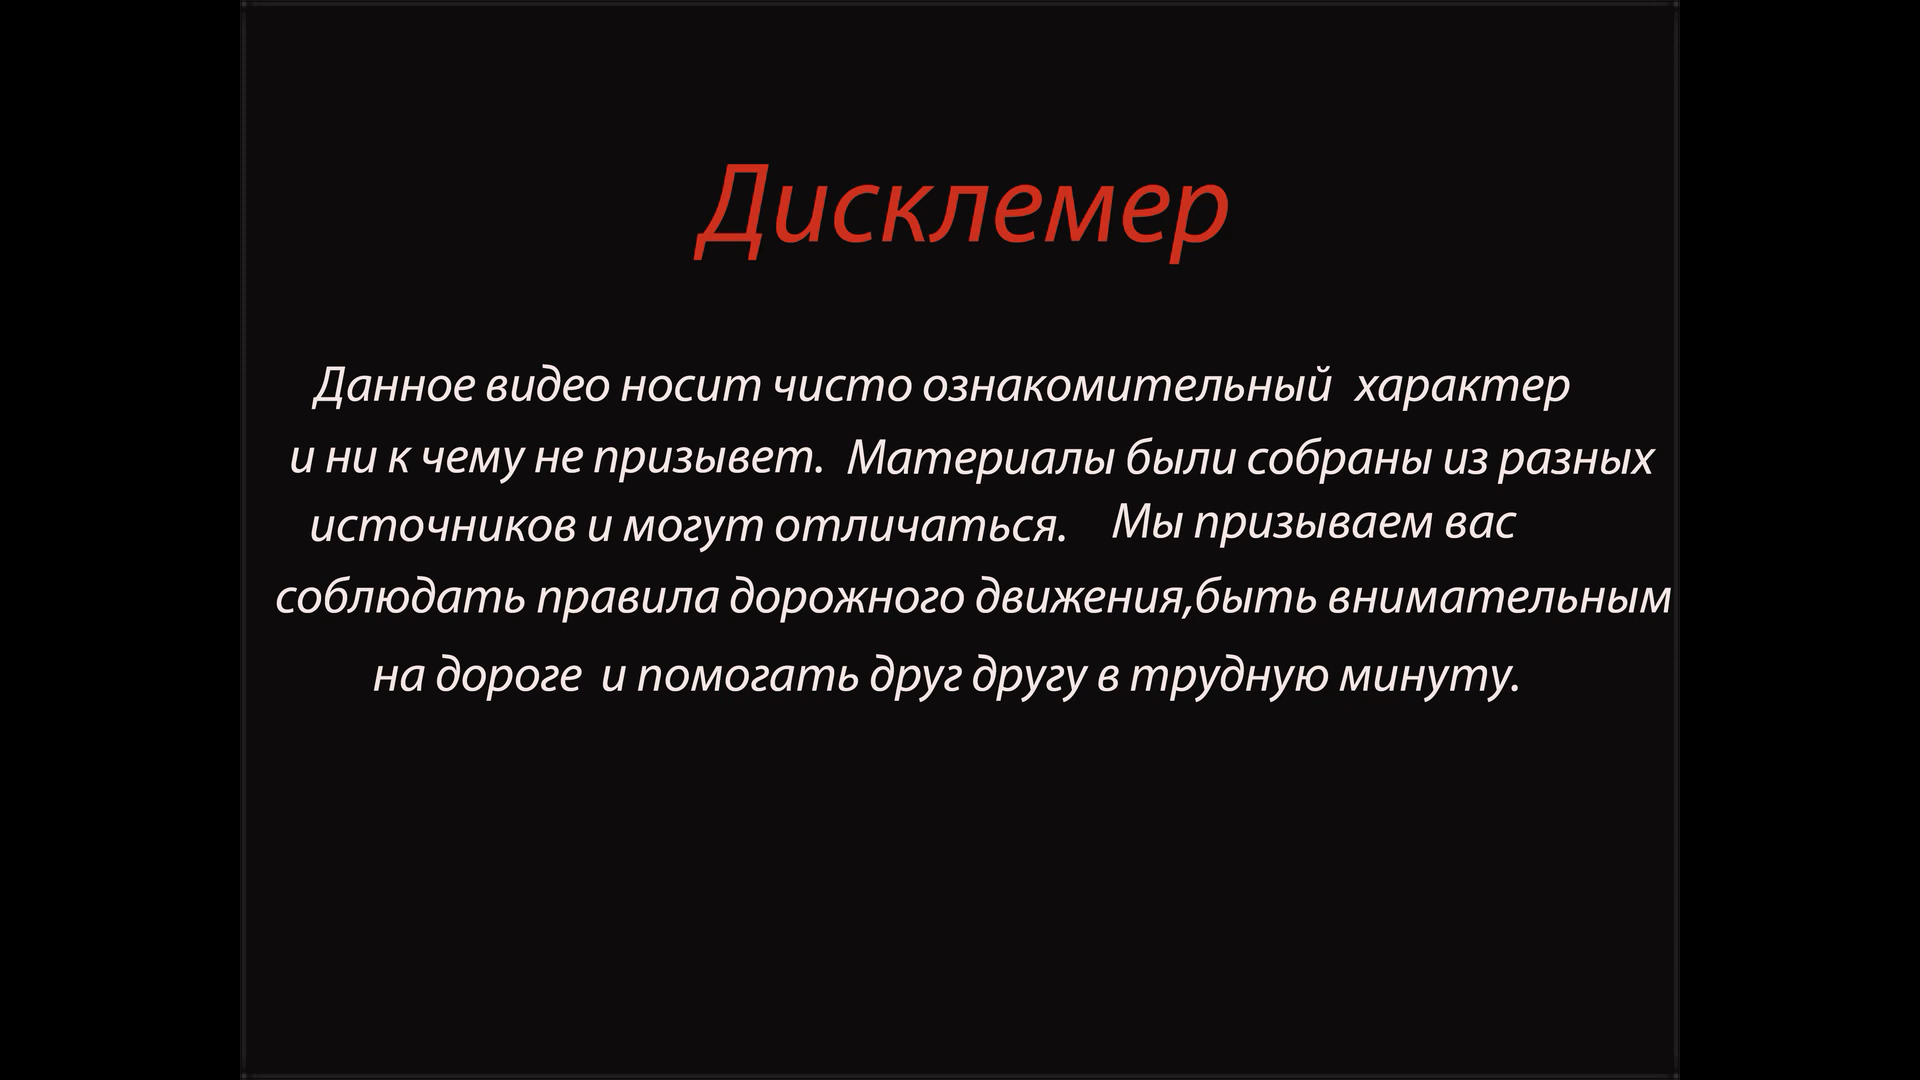 Дисклемер
Данное видео носит чисто ознакомительный характер
и ни к чему не призывет. Материалы были собраны из разных
источников и могут отличаться. Мы призываем вас
соблюдать правила дорожного движения,быть внимательным
на дороге и помогать друг другу в трудную минуту.